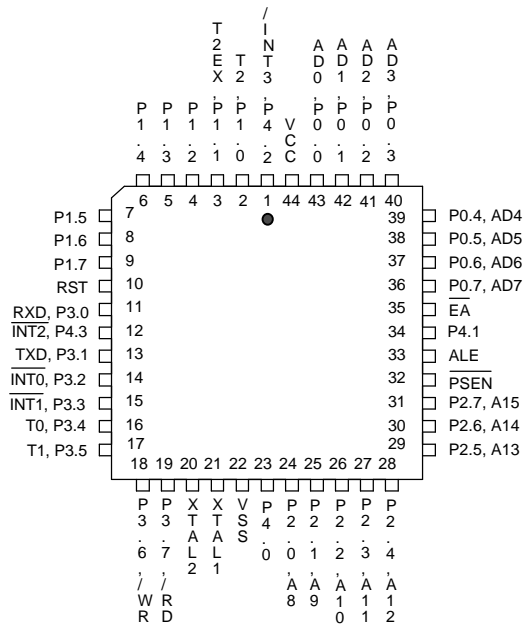 P1.4
P1.3
P1.2
T2EX,P1.1
T2,P1.0
/INT3,P4.2
VCC
AD0,P0.0
AD1,P0.1
AD2,P0.2
AD3,P0.3
6 5 4 3 2 1 44 43 42 41 40
P1.5 7
P1.6 8
P1.7 9
RST 10
RXD, P3.0 11
INT2, P4.3 12
TXD, P3.1 13
INT0, P3.2 14
INT1, P3.3 15
T0, P3.4 16
T1, P3.5 17
39 P0.4, AD4
38 P0.5, AD5
37 P0.6, AD6
36 P0.7, AD7
35 EA
34 P4.1
33 ALE
32 PSEN
31 P2.7, A15
30 P2.6, A14
29 P2.5, A13
18 19 20 21 22 23 24 25 26 27 28
P3.6,/WR
P3.7,/RD
XTAL2
XTAL1
VSS
P4.0
P2.0,A8
P2.1,A9
P2.2,A10
P2.3,A11
P2.4,A12